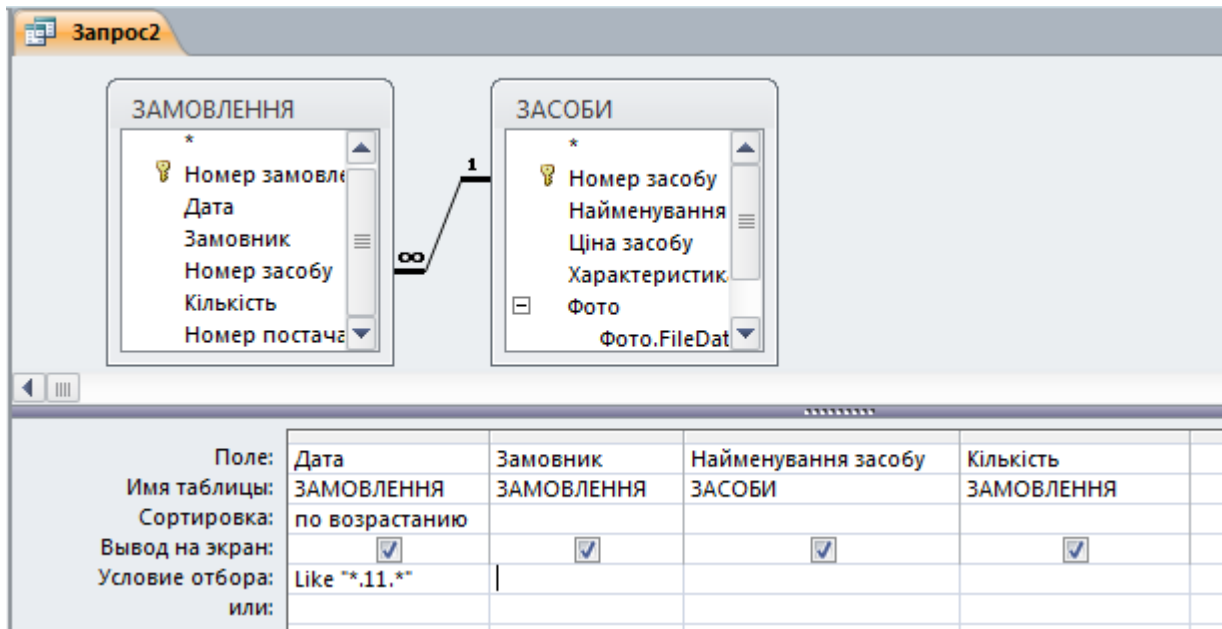 Запрос2
ЗАМОВЛЕННЯ
*
Номер замовле
Дата
Замовник
Номер засобу
Кількість
Номер постача
∞
1
ЗАСОБИ
*
Номер засобу
Найменування
Ціна засобу
Характеристик
Фото
Фото.FileDat
Поле: Дата Замовник Найменування засобу Кількість
Имя таблицы: ЗАМОВЛЕННЯ ЗАМОВЛЕННЯ ЗАСОБИ ЗАМОВЛЕННЯ
Сортировка: по возрастанию
Вывод на экран:
Условие отбора: Like "*.11.*"
или: